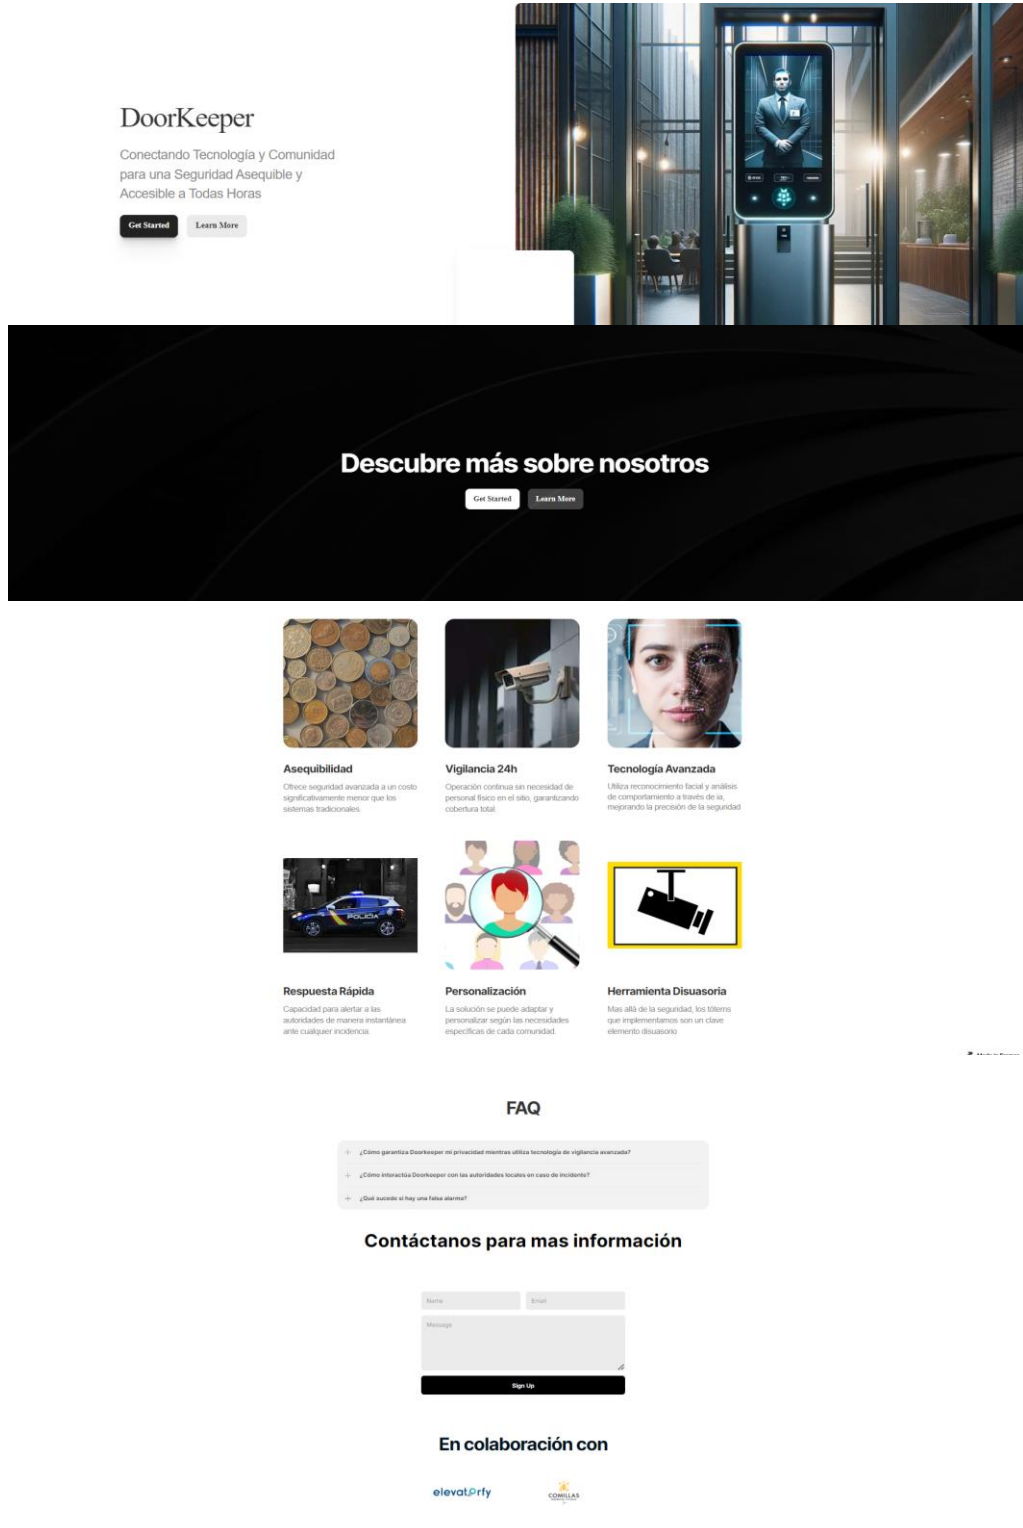 DoorKeeper
Conectando Tecnología y Comunidad
para una Seguridad Asequible y
Accesible a Todas Horas
Get Started
Learn More
Descubre más sobre nosotros
Get Started
Learn More
Asequibilidad
Ofrece seguridad avanzada a un costo
significativamente menor que los
sistemas tradicionales.
Vigilancia 24h
Operación continua sin necesidad de
personal físico en el sitio, garantizando
cobertura total.
Tecnología Avanzada
Utiliza reconocimiento facial y análisis
de comportamiento a través de ia,
mejorando la precisión de la seguridad
POLICIA
Respuesta Rápida
Capacidad para alertar a las
autoridades de manera instantánea
ante cualquier incidencia.
Personalización
La solución se puede adaptar y
personalizar según las necesidades
específicas de cada comunidad.
Herramienta Disuasoria
Mas allá de la seguridad, los tótems
que implementamos son un clave
elemento disuasorio
FAQ
¿Cómo garantiza Doorkeeper mi privacidad mientras utiliza tecnología de vigilancia avanzada?
¿Cómo interactúa Doorkeeper con las autoridades locales en caso de incidente?
¿Qué sucede si hay una falsa alarma?
Contáctanos para mas información
Name
Email
Message
Sign Up
En colaboración con
elevatorfy
COMILLAS